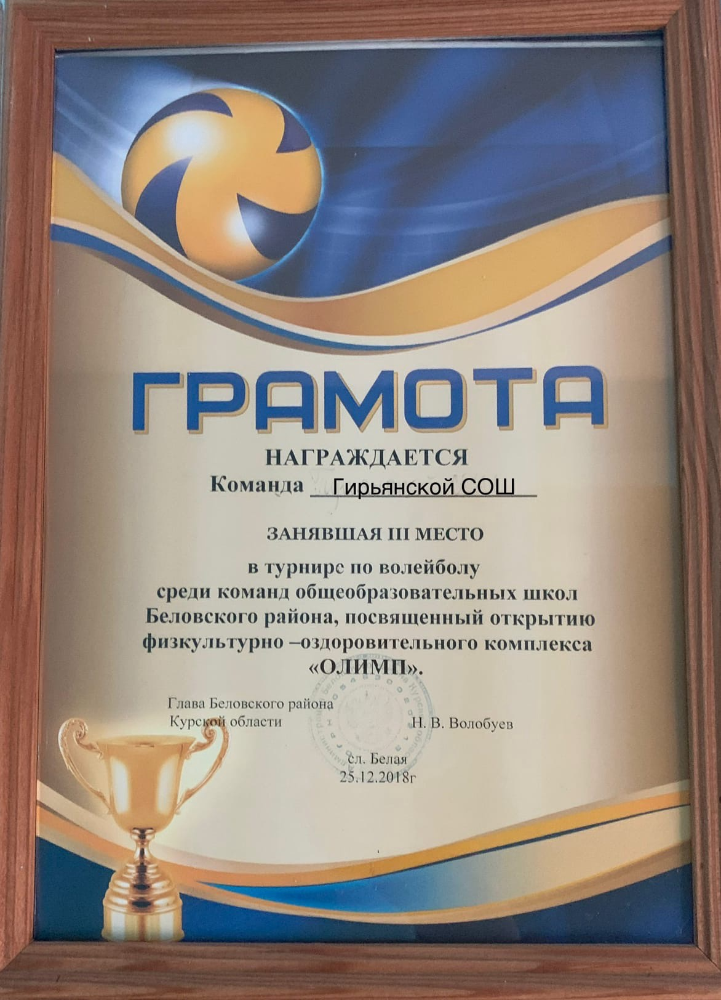 ГРАМОТА
НАГРАЖДАЕТСЯ
Команда Гирьянской СОШ
ЗАНЯВШАЯ III МЕСТО
в турнире по волейболу
среди команд общеобразовательных школ
Беловского района, посвященный открытию
физкультурно –оздоровительного комплекса
«ОЛИМП».
Глава Беловского района
Курской области Н. В. Волобуев
сл. Белая
25.12.2018г